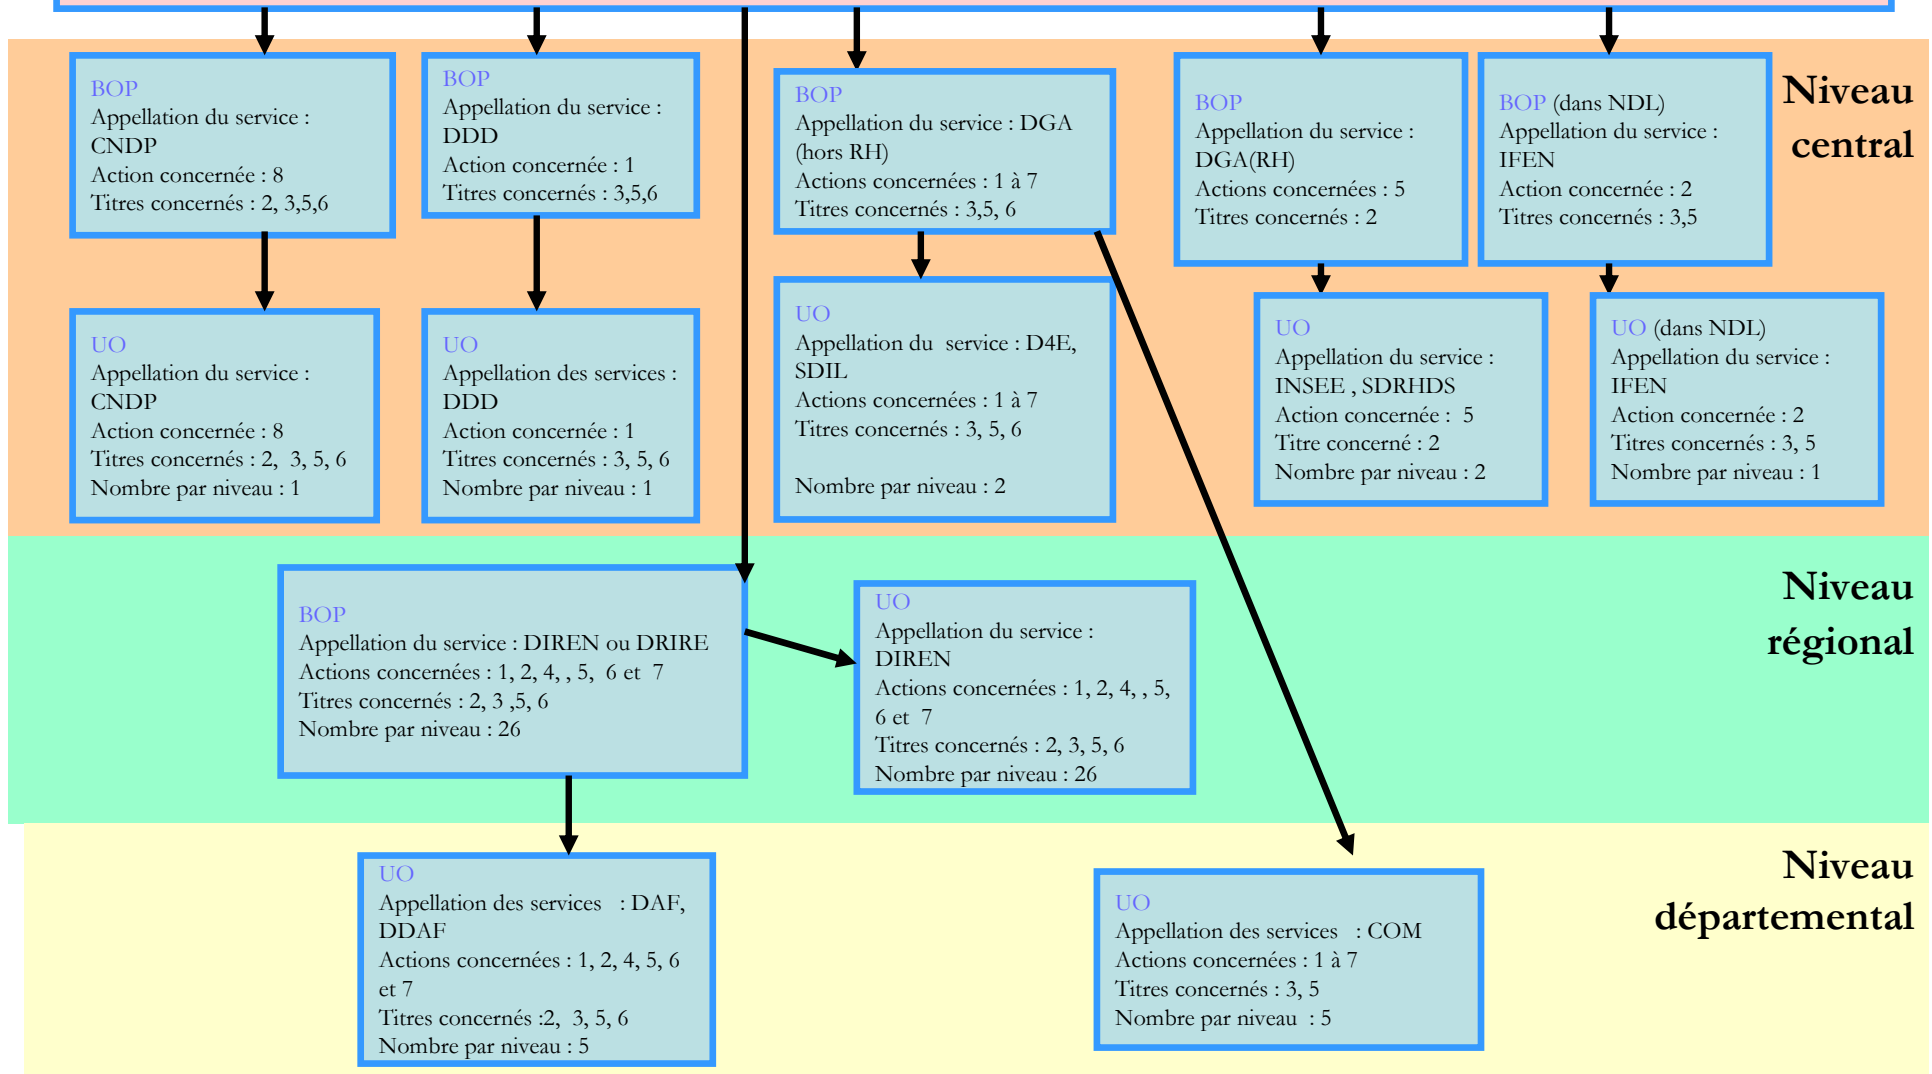 Niveau
central
BOP
Appellation du service :
CNDP
Action concernée : 8
Titres concernés : 2, 3,5,6
BOP
Appellation du service :
DDD
Action concernée : 1
Titres concernés : 3,5,6
BOP
Appellation du service : DGA
(hors RH)
Actions concernées : 1 à 7
Titres concernés : 3,5, 6
BOP
Appellation du service :
DGA(RH)
Actions concernées : 5
Titres concernés : 2
BOP (dans NDL)
Appellation du service :
IFEN
Action concernée : 2
Titres concernés : 3,5
UO
Appellation du service :
CNDP
Action concernée : 8
Titres concernés : 2, 3, 5, 6
Nombre par niveau : 1
UO
Appellation des services :
DDD
Action concernée : 1
Titres concernés : 3, 5, 6
Nombre par niveau : 1
UO
Appellation du service : D4E,
SDIL
Actions concernées : 1 à 7
Titres concernés : 3, 5, 6
Nombre par niveau : 2
UO
Appellation du service :
INSEE , SDRHDS
Action concernée : 5
Titre concerné : 2
Nombre par niveau : 2
UO (dans NDL)
Appellation du service :
IFEN
Action concernée : 2
Titres concernés : 3, 5
Nombre par niveau : 1
Niveau
régional
BOP
Appellation du service : DIREN ou DRIRE
Actions concernées : 1, 2, 4, , 5, 6 et 7
Titres concernés : 2, 3 ,5, 6
Nombre par niveau : 26
UO
Appellation du service :
DIREN
Actions concernées : 1, 2, 4, , 5,
6 et 7
Titres concernés : 2, 3, 5, 6
Nombre par niveau : 26
Niveau
départemental
UO
Appellation des services : DAF,
DDAF
Actions concernées : 1, 2, 4, 5, 6
et 7
Titres concernés :2, 3, 5, 6
Nombre par niveau : 5
UO
Appellation des services : COM
Actions concernées : 1 à 7
Titres concernés : 3, 5
Nombre par niveau : 5